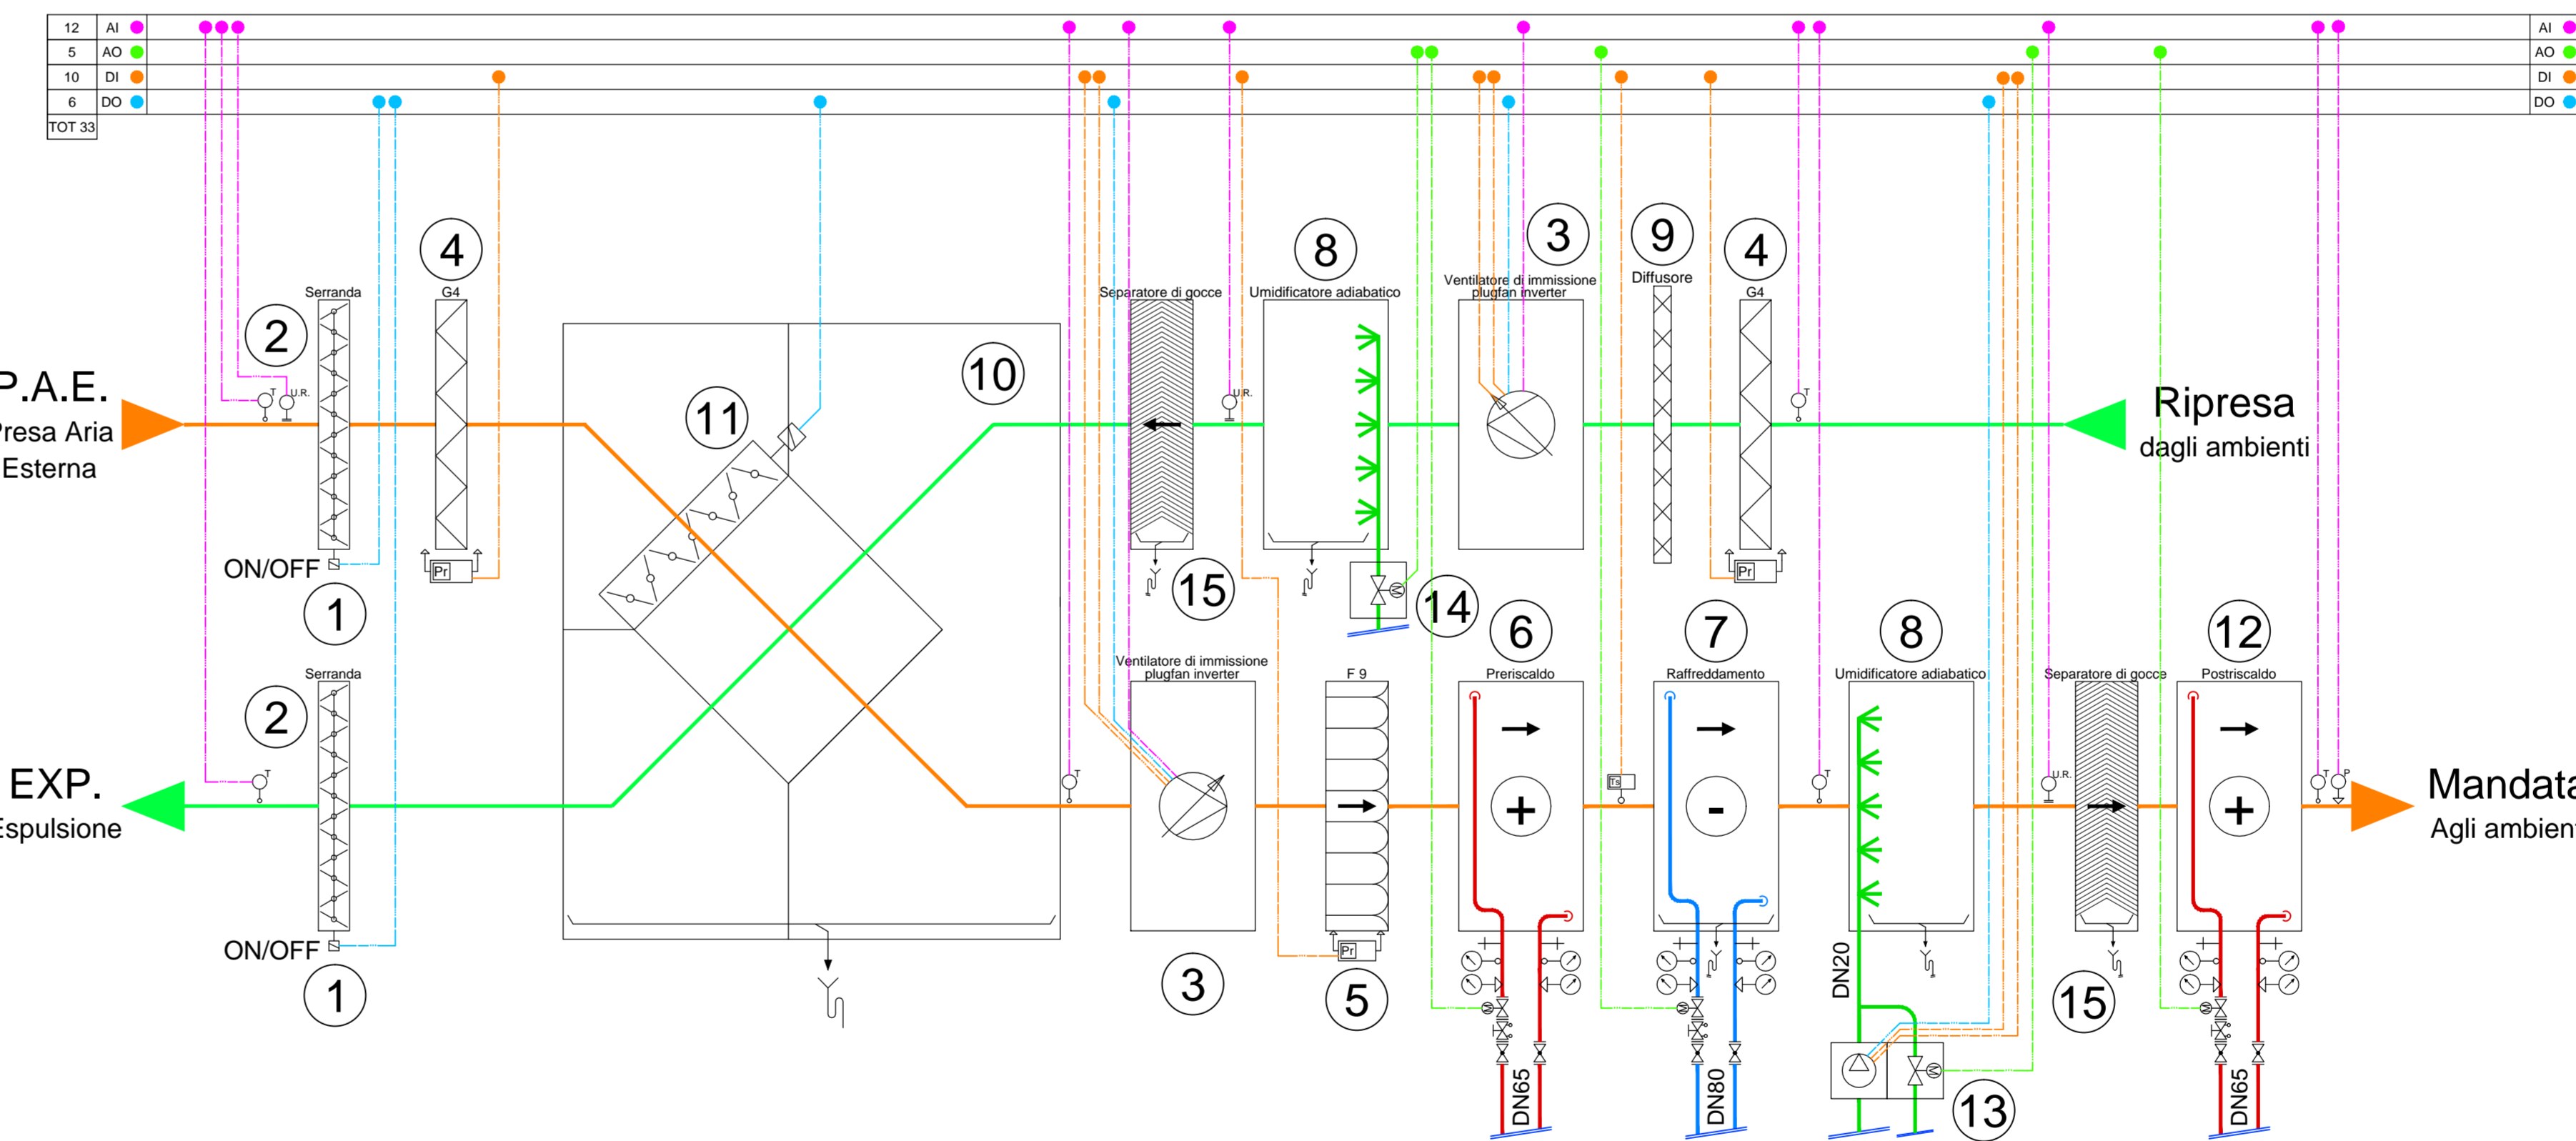 12 AI AI
5 AO AO
10 DI DI
6 DO DO
TOT 33
4
8
3
9
4
Serranda
G4
Separatore di gocce
Umidificatore adiabatico
Ventilatore di immissione
plugfan inverter
Diffusore
G4
2
10
11
T
U.R.
U.R.
T
P.A.E.
Presa Aria
Esterna
Ripresa
dagli ambienti
ON/OFF
Pr
Pr
1
15
M
14
6
7
8
12
Serranda
Ventilatore di immissione
plugfan inverter
F 9
Preriscaldo
Raffreddamento
Umidificatore adiabatico
Separatore di gocce
Postriscaldo
2
EXP.
Espulsione
T
T
Ts
T
U.R.
T
P
+
-
+
Mandata
Agli ambient
ON/OFF
Pr
1
3
5
DN20
15
M
M
M
DN65
DN80
M
13
DN65